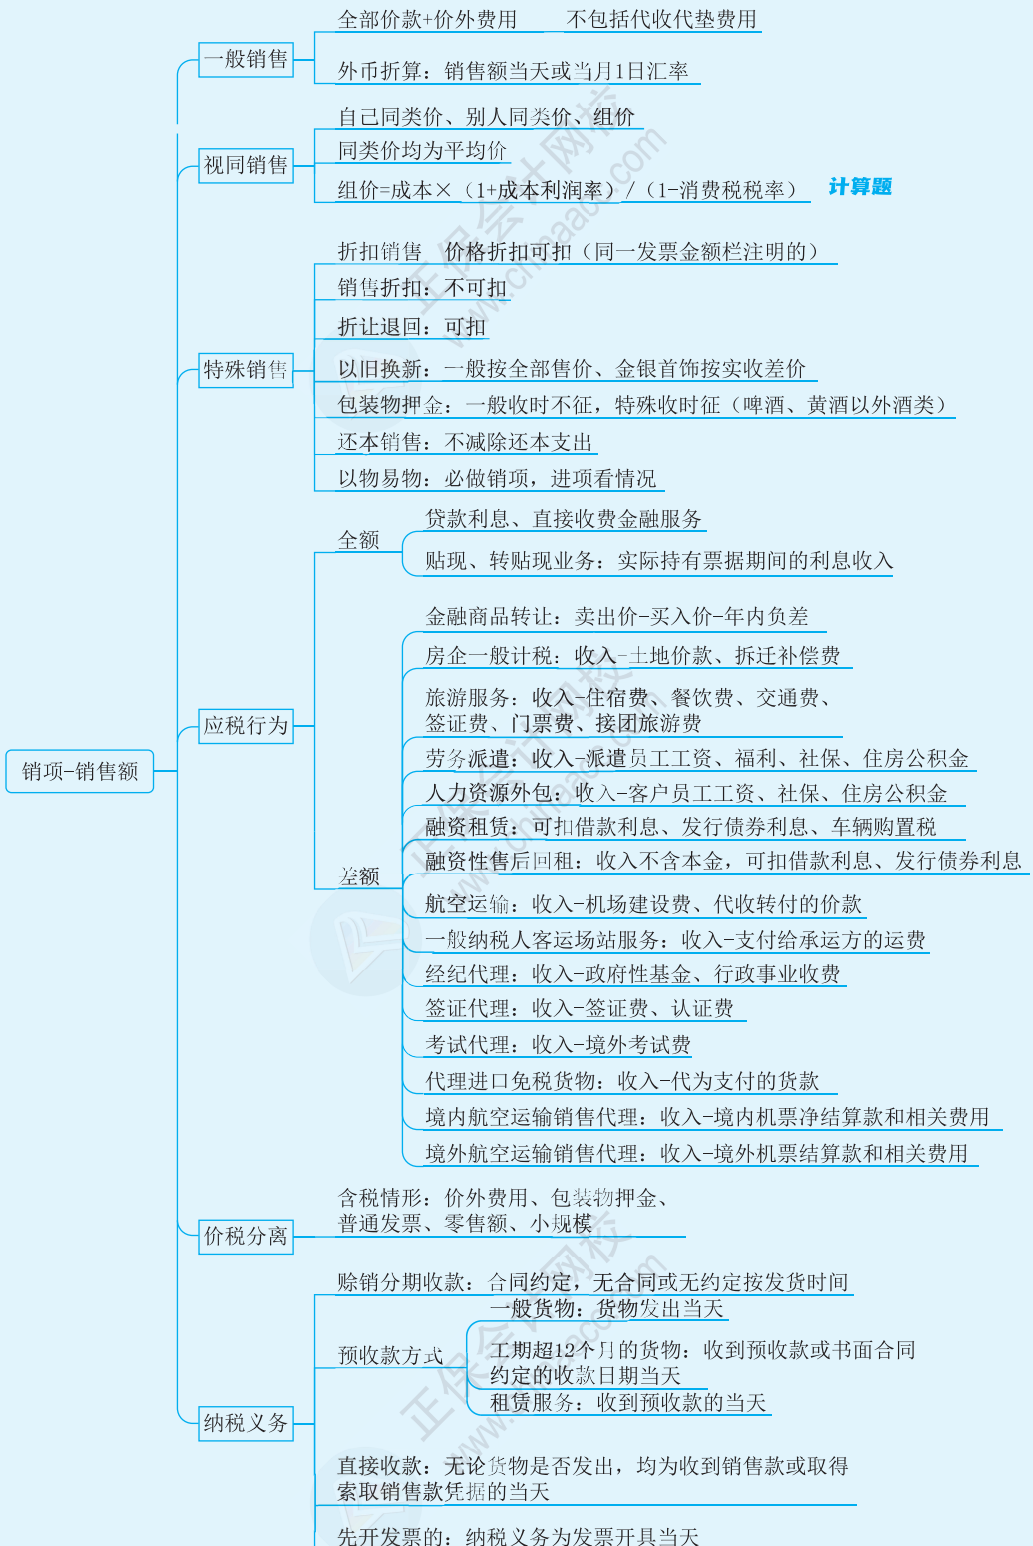 销项-销售额
一般销售
全部价款+价外费用 不包括代收代垫费用
外币折算：销售额当天或当月1日汇率
视同销售
自己同类价、别人同类价、组价
同类价均为平均价
组价=成本×（1+成本利润率）/（1-消费税税率） 计算题
特殊销售
折扣销售 价格折扣可扣（同一发票金额栏注明的）
销售折扣：不可扣
折让退回：可扣
以旧换新：一般按全部售价、金银首饰按实收差价
包装物押金：一般收时不征，特殊收时征（啤酒、黄酒以外酒类）
还本销售：不减除还本支出
以物易物：必做销项，进项看情况
应税行为
全额
贷款利息、直接收费金融服务
贴现、转贴现业务：实际持有票据期间的利息收入
差额
金融商品转让：卖出价-买入价-年内负差
房企一般计税：收入-土地价款、拆迁补偿费
旅游服务：收入-住宿费、餐饮费、交通费、
签证费、门票费、接团旅游费
劳务派遣：收入-派遣员工工资、福利、社保、住房公积金
人力资源外包：收入-客户员工工资、社保、住房公积金
融资租赁：可扣借款利息、发行债券利息、车辆购置税
融资性售后回租：收入不含本金，可扣借款利息、发行债券利息
航空运输：收入-机场建设费、代收转付的价款
一般纳税人客运场站服务：收入-支付给承运方的运费
经纪代理：收入-政府性基金、行政事业收费
签证代理：收入-签证费、认证费
考试代理：收入-境外考试费
代理进口免税货物：收入-代为支付的货款
境内航空运输销售代理：收入-境内机票净结算款和相关费用
境外航空运输销售代理：收入-境外机票结算款和相关费用
价税分离
含税情形：价外费用、包装物押金、
普通发票、零售额、小规模
纳税义务
赊销分期收款：合同约定，无合同或无约定按发货时间
预收款方式
一般货物：货物发出当天
工期超12个月的货物：收到预收款或书面合同
约定的收款日期当天
租赁服务：收到预收款的当天
直接收款：无论货物是否发出，均为收到销售款或取得
索取销售款凭据的当天
先开发票的：纳税义务为发票开具当天
正保会计网校
www.chinaacc.com
正保会计网校
www.chinaacc.com
正保会计网校
www.chinaacc.com